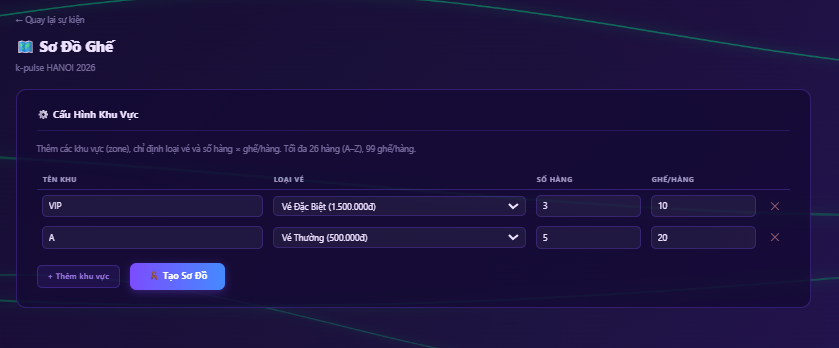 ← Quay lại sự kiện
Sơ Đồ Ghế
k-pulse HANOI 2026
Cấu Hình Khu Vực
Thêm các khu vực (zone), chỉ định loại vé và số hàng × ghế/hàng. Tối đa 26 hàng (A–Z), 99 ghế/hàng.
TÊN KHU LOẠI VÉ SỐ HÀNG GHẾ/HÀNG
VIP Vé Đặc Biệt (1.500.000đ) 3 10
A Vé Thường (500.000đ) 5 20
+ Thêm khu vực Tạo Sơ Đồ